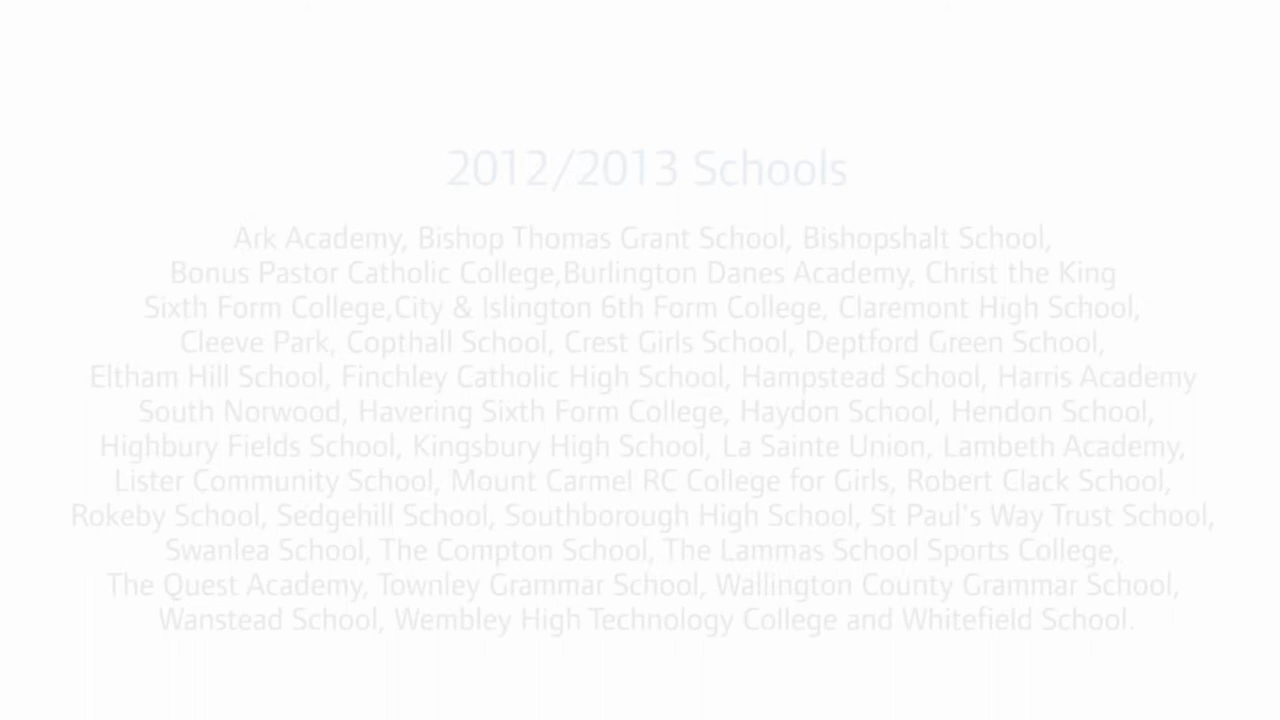 2012/2013 Schools
Ark Academy, Bishop Thomas Grant School, Bishopshalt School,
Bonus Pastor Catholic College,Burlington Danes Academy, Christ the King
Sixth Form College,City & Islington 6th Form College, Claremont High School,
Cleeve Park, Copthall School, Crest Girls School, Deptford Green School,
Eltham Hill School, Finchley Catholic High School, Hampstead School, Harris Academy
South Norwood, Havering Sixth Form College, Haydon School, Hendon School,
Highbury Fields School, Kingsbury High School, La Sainte Union, Lambeth Academy,
Lister Community School, Mount Carmel RC College for Girls, Robert Clack School,
Rokeby School, Sedgehill School, Southborough High School, St Paul's Way Trust School,
Swanlea School, The Compton School, The Lammas School Sports College,
The Quest Academy, Townley Grammar School, Wallington County Grammar School,
Wanstead School, Wembley High Technology College and Whitefield School.